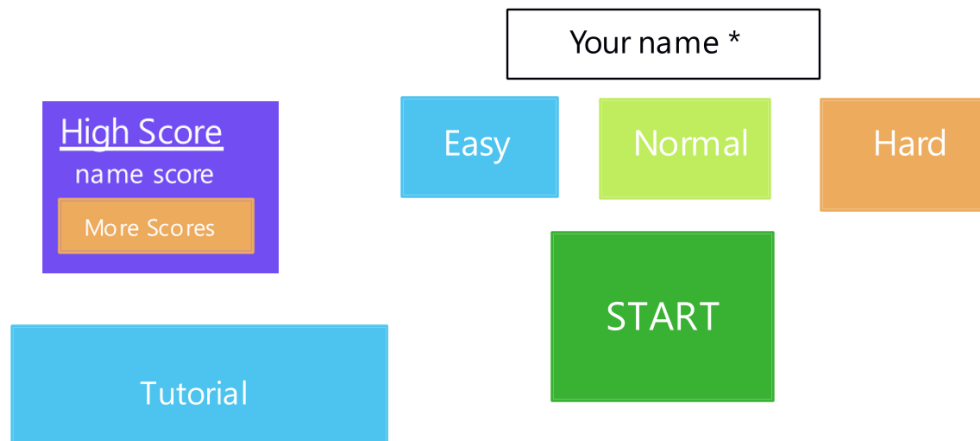 Your name *
High Score
name score
More Scores
Easy
Normal
Hard
START
Tutorial